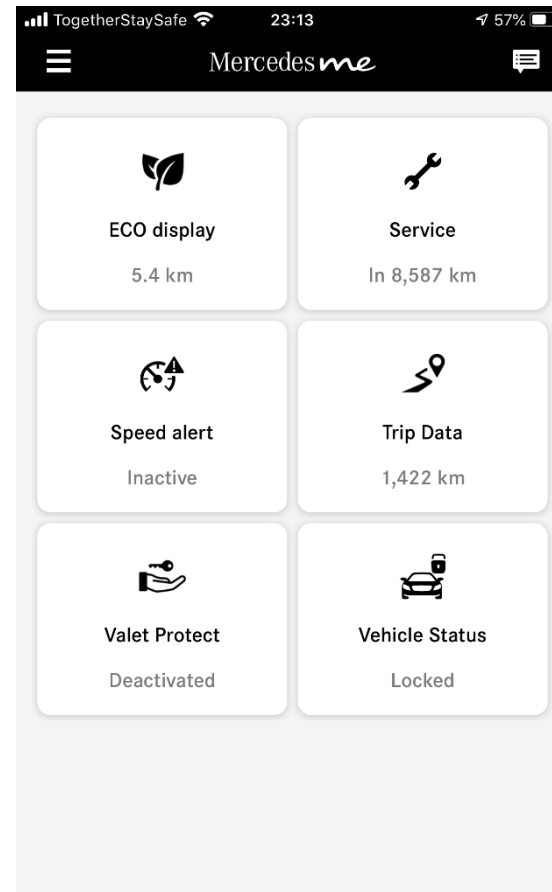 TogetherStaySafe 23:13 57%
Mercedes me
ECO display
5.4 km
Service
In 8,587 km
Speed alert
Inactive
Trip Data
1,422 km
Valet Protect
Deactivated
Vehicle Status
Locked